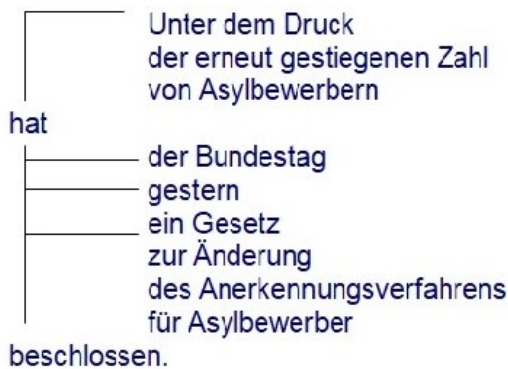 Unter dem Druck
der erneut gestiegenen Zahl
von Asylbewerbern
hat
der Bundestag
gestern
ein Gesetz
zur Änderung
des Anerkennungsverfahrens
für Asylbewerber
beschlossen.